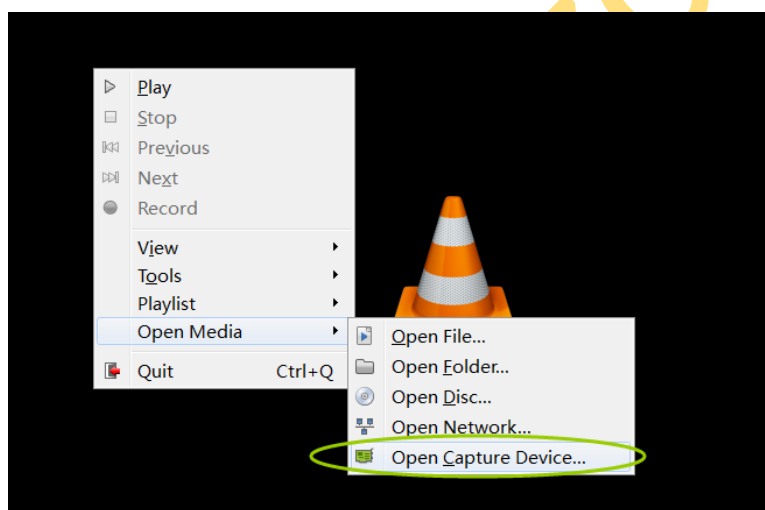 Play
Stop
Previous
Next
Record
View
Tools
Playlist
Open Media
Quit Ctrl+Q
Open File...
Open Folder...
Open Disc...
Open Network...
Open Capture Device...